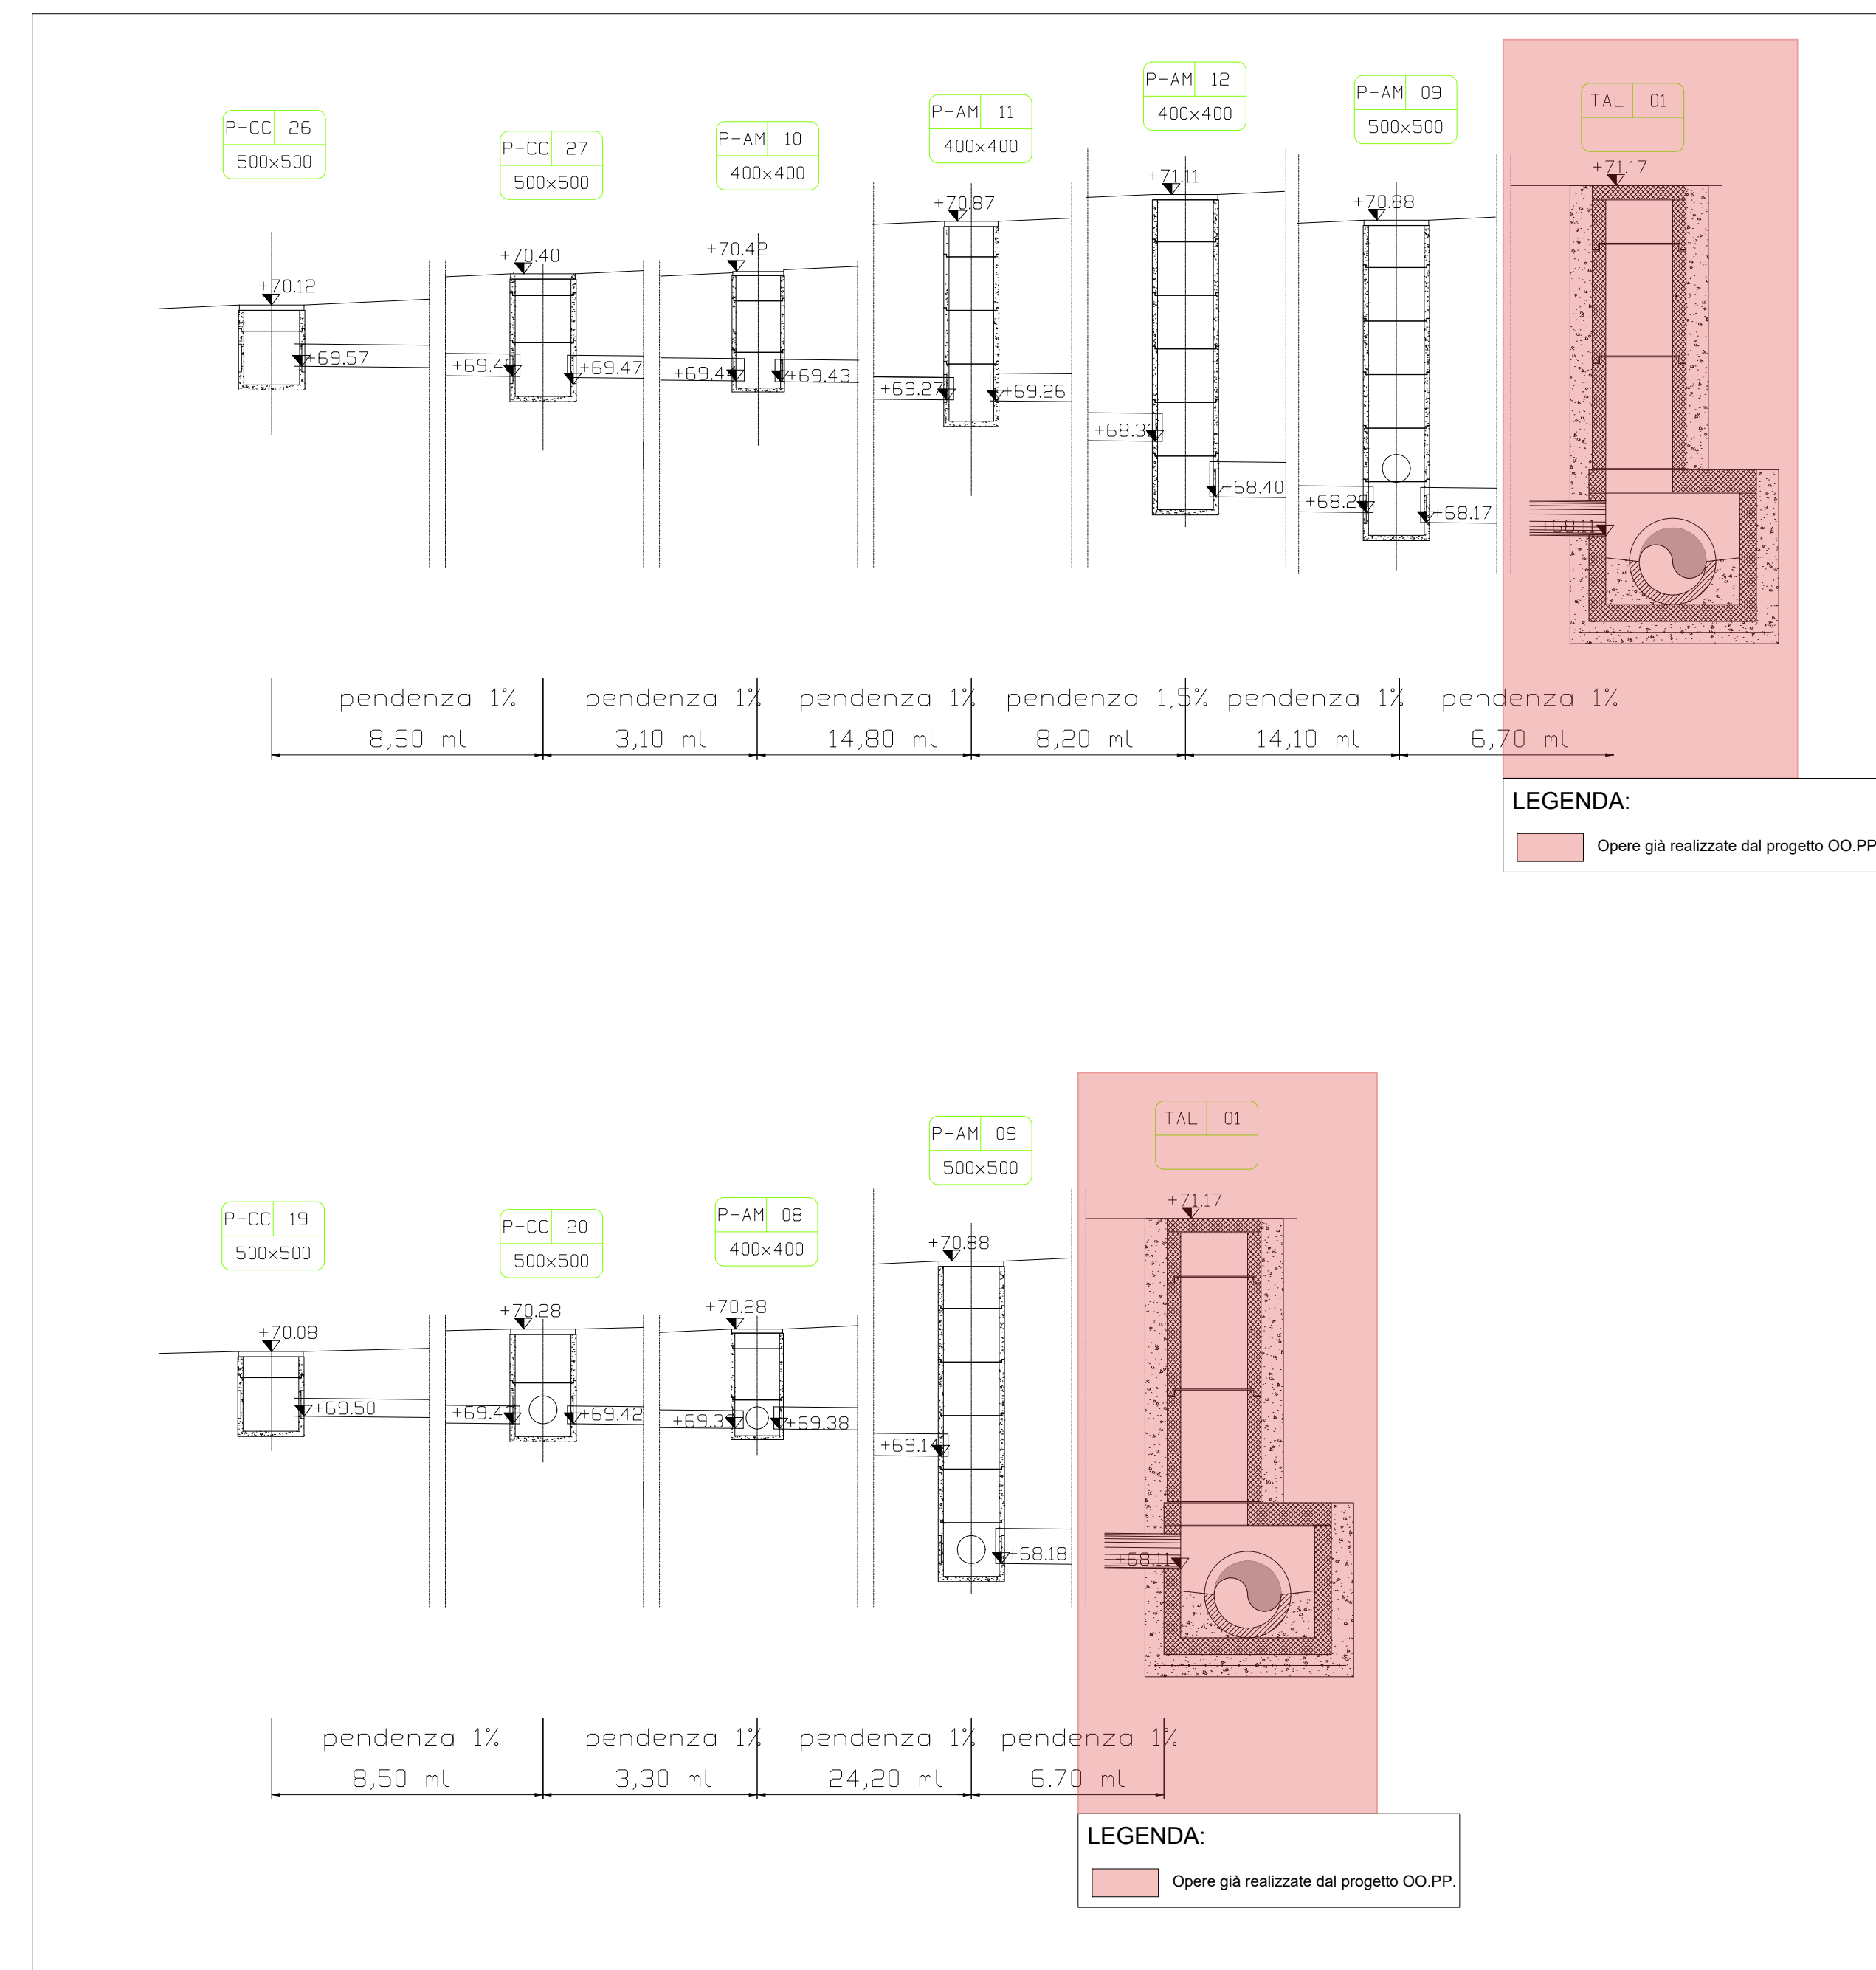 P-CC 26
500x500
P-CC 27
500x500
P-AM 10
400x400
P-AM 11
400x400
P-AM 12
400x400
P-AM 09
500x500
TAL 01
+70.12
+70.40
+70.42
+70.87
+71.11
+70.88
+71.17
+69.57
+69.47
+69.43
+69.27
+69.26
+68.40
+68.17
+68.11
pendenza 1% pendenza 1% pendenza 1% pendenza 1,5% pendenza 1% pendenza 1%
8,60 ml 3,10 ml 14,80 ml 8,20 ml 14,10 ml 6,70 ml
LEGENDA:
Opere già realizzate dal progetto OO.PP
P-CC 19
500x500
P-CC 20
500x500
P-AM 08
400x400
P-AM 09
500x500
TAL 01
+70.08
+70.28
+70.28
+70.88
+71.17
+69.50
+69.42
+69.38
+69.14
+68.18
+68.11
pendenza 1% pendenza 1% pendenza 1% pendenza 1%
8,50 ml 3,30 ml 24,20 ml 6.70 ml
LEGENDA:
Opere già realizzate dal progetto OO.PP.